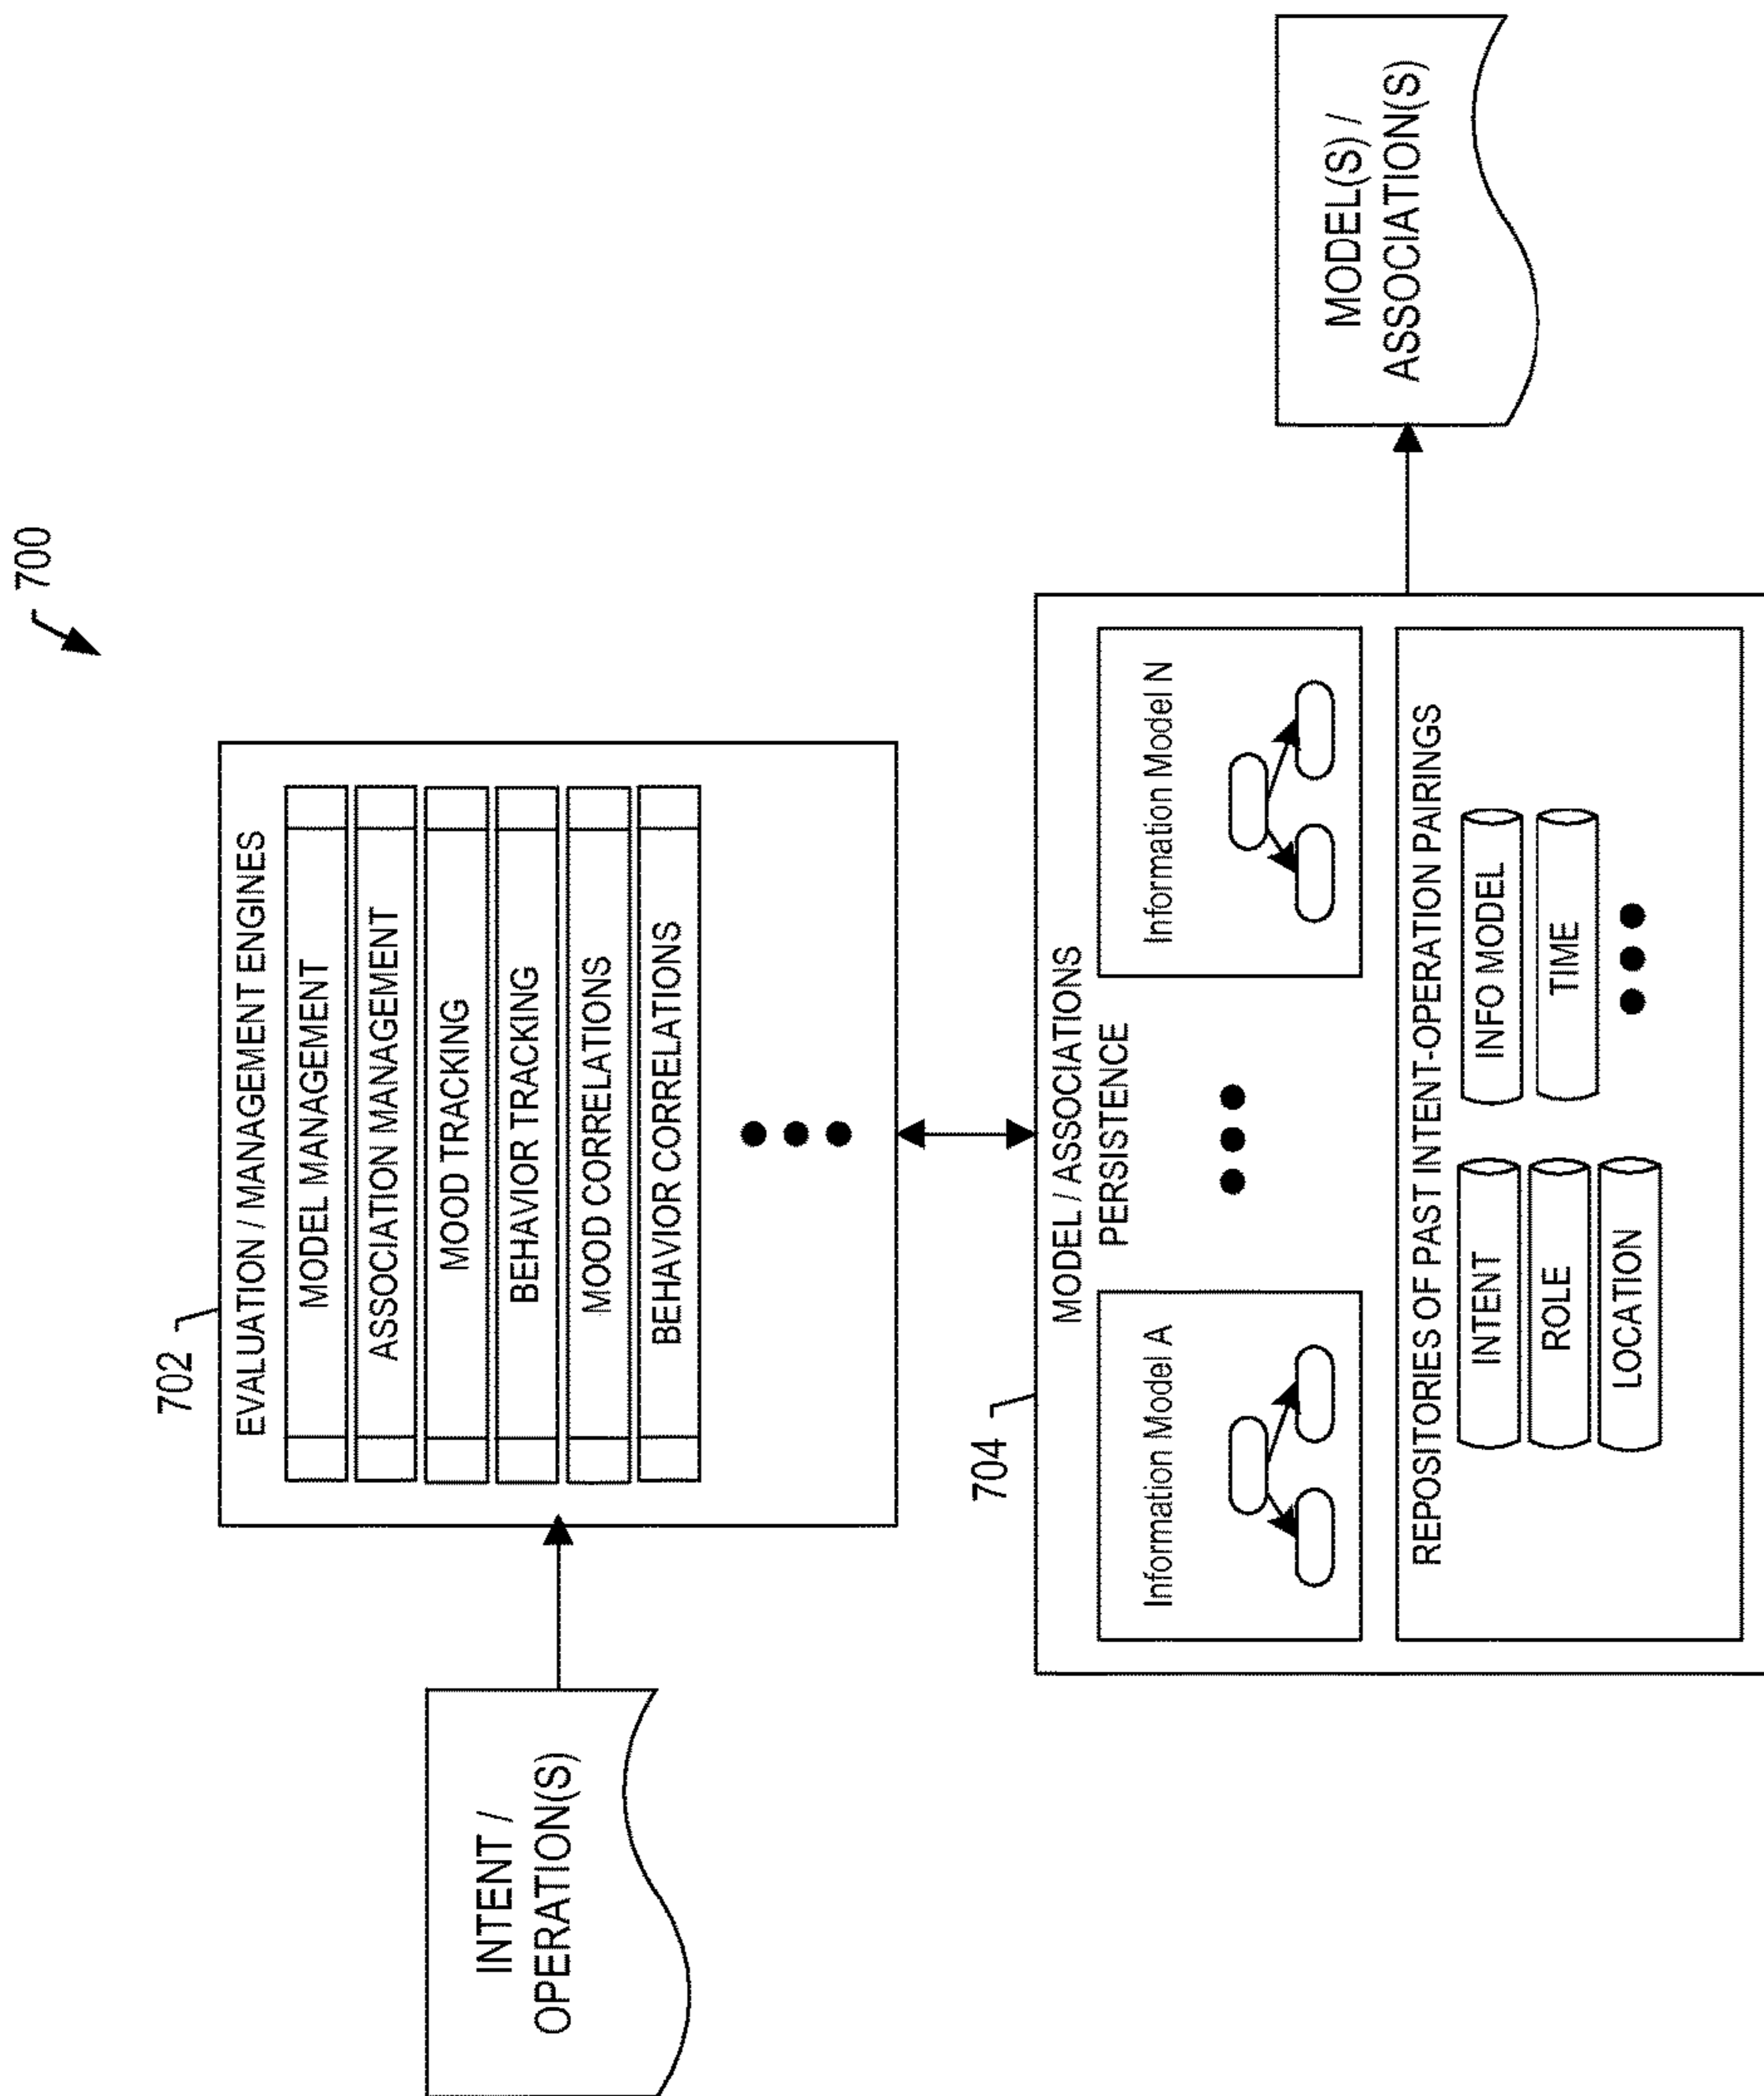 700
702
EVALUATION / MANAGEMENT ENGINES
MODEL MANAGEMENT
ASSOCIATION MANAGEMENT
MOOD TRACKING
BEHAVIOR TRACKING
MOOD CORRELATIONS
BEHAVIOR CORRELATIONS
INTENT /
OPERATION(S)
704
MODEL / ASSOCIATIONS
PERSISTENCE
Information Model A
Information Model N
REPOSITORIES OF PAST INTENT-OPERATION PAIRINGS
INTENT
ROLE
LOCATION
INFO MODEL
TIME
MODEL(S) /
ASSOCIATION(S)